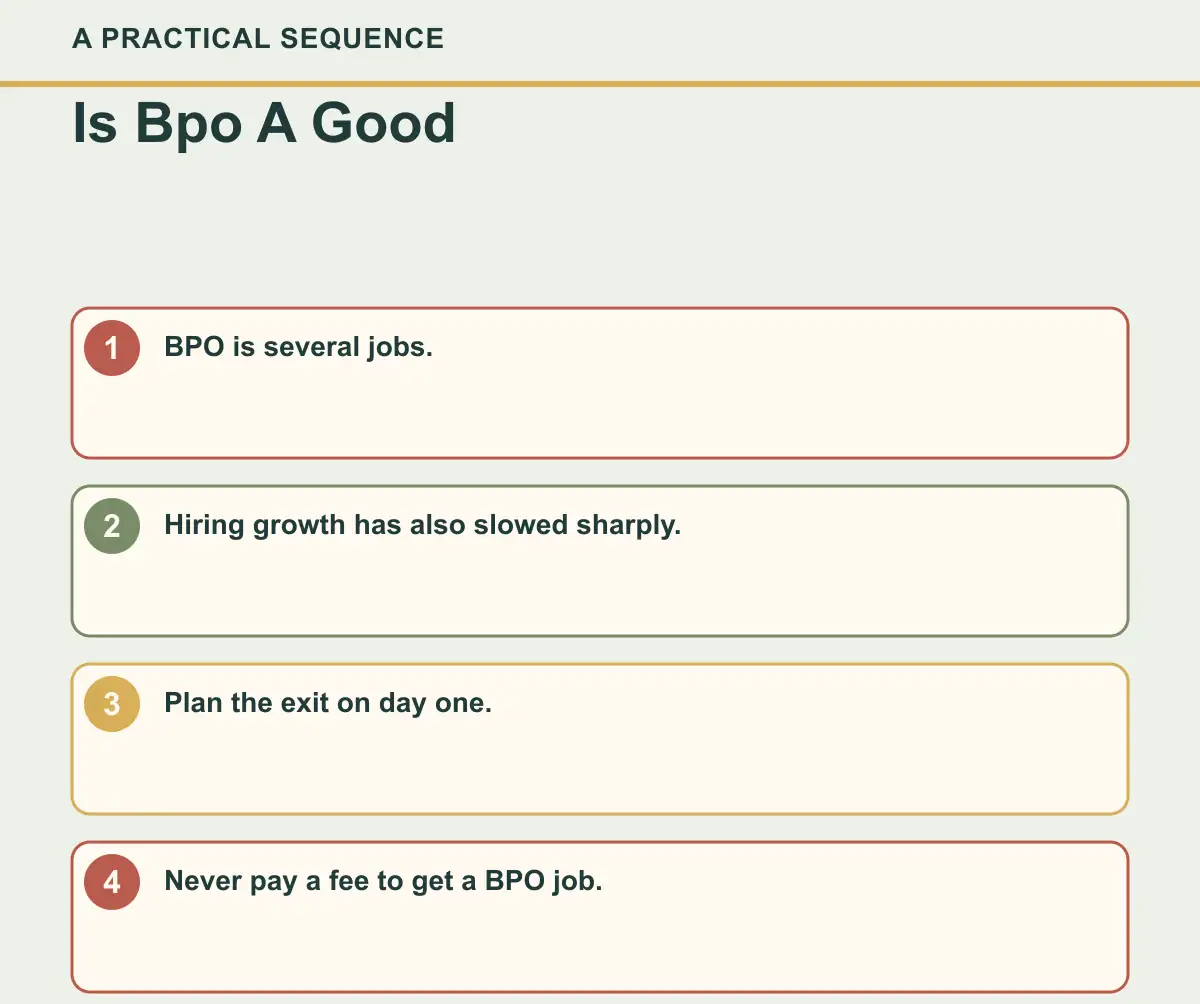 A PRACTICAL SEQUENCE
Is Bpo A Good
1
BPO is several jobs.
2
Hiring growth has also slowed sharply.
3
Plan the exit on day one.
4
Never pay a fee to get a BPO job.